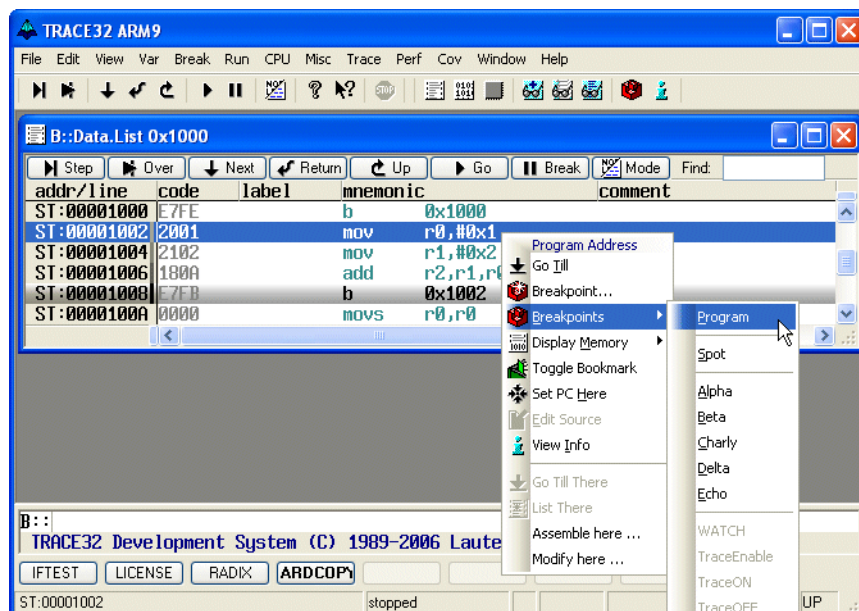 TRACE32 ARM9
File Edit View Var Break Run CPU Misc Trace Perf Cov Window Help
B::Data.List 0x1000
Step Over Next Return Up Go Break Mode Find:
addr/line code label mnemonic comment
ST:00001000 E7FE b 0x1000
ST:00001002 2001 mov r0,#0x1
ST:00001004 2102 mov r1,#0x2
ST:00001006 180A add r2,r1,r0
ST:00001008 E7FB b 0x1002
ST:0000100A 0000 movs r0,r0
Program Address
Go Till
Breakpoint...
Breakpoints
Display Memory
Toggle Bookmark
Set PC Here
Edit Source
View Info
Go Till There
List There
Assemble here ...
Modify here ...
Program
Spot
Alpha
Beta
Charly
Delta
Echo
WATCH
TraceEnable
TraceON
TraceOFF
B::
TRACE32 Development System (C) 1989-2006 Laute
IFTEST LICENSE RADIX ARDCOPY
ST:00001002 stopped UP